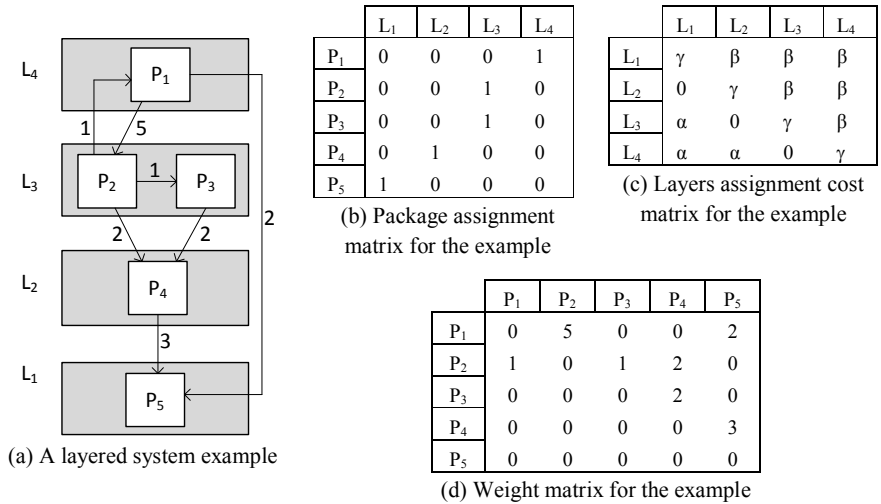 L4
P1
1
5
L3
P2
1
P3
2
2
2
L2
P4
3
L1
P5
(a) A layered system example
L1 L2 L3 L4
P1 0 0 0 1
P2 0 0 1 0
P3 0 0 1 0
P4 0 1 0 0
P5 1 0 0 0
(b) Package assignment
matrix for the example
L1 L2 L3 L4
L1 γ β β β
L2 0 γ β β
L3 α 0 γ β
L4 α α 0 γ
(c) Layers assignment cost
matrix for the example
P1 P2 P3 P4 P5
P1 0 5 0 0 2
P2 1 0 1 2 0
P3 0 0 0 2 0
P4 0 0 0 0 3
P5 0 0 0 0 0
(d) Weight matrix for the example